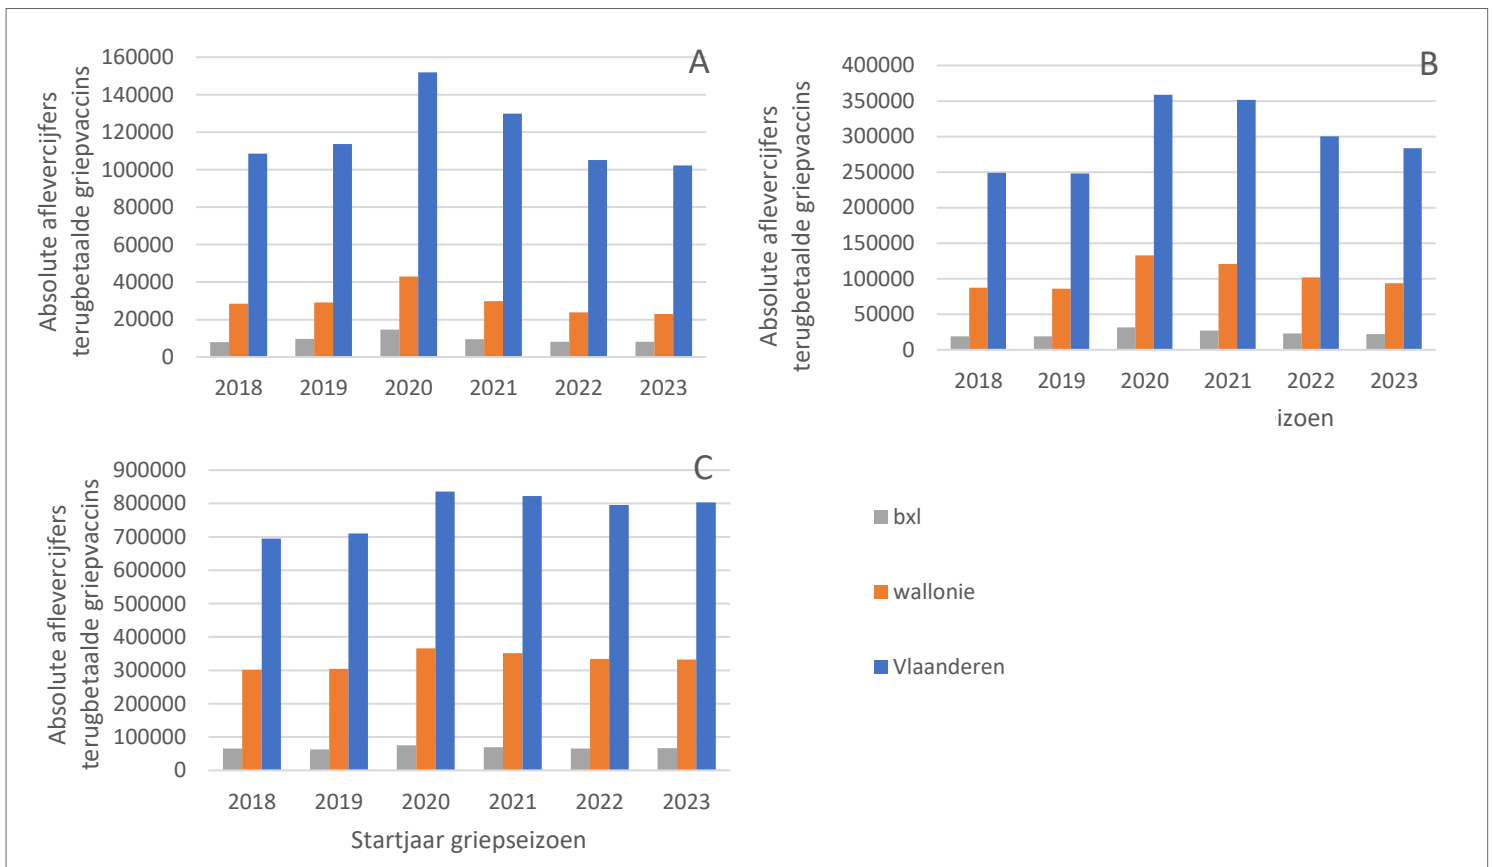 A
Absolute aflevercijfers
terugbetaalde griepvaccins
160000
140000
120000
100000
80000
60000
40000
20000
0
2018 2019 2020 2021 2022 2023
B
Absolute aflevercijfers
terugbetaalde griepvaccins
400000
350000
300000
250000
200000
150000
100000
50000
0
2018 2019 2020 2021 2022 2023
izoen
C
Absolute aflevercijfers
terugbetaalde griepvaccins
900000
800000
700000
600000
500000
400000
300000
200000
100000
0
2018 2019 2020 2021 2022 2023
Startjaar griepseizoen
bxl
wallonie
Vlaanderen